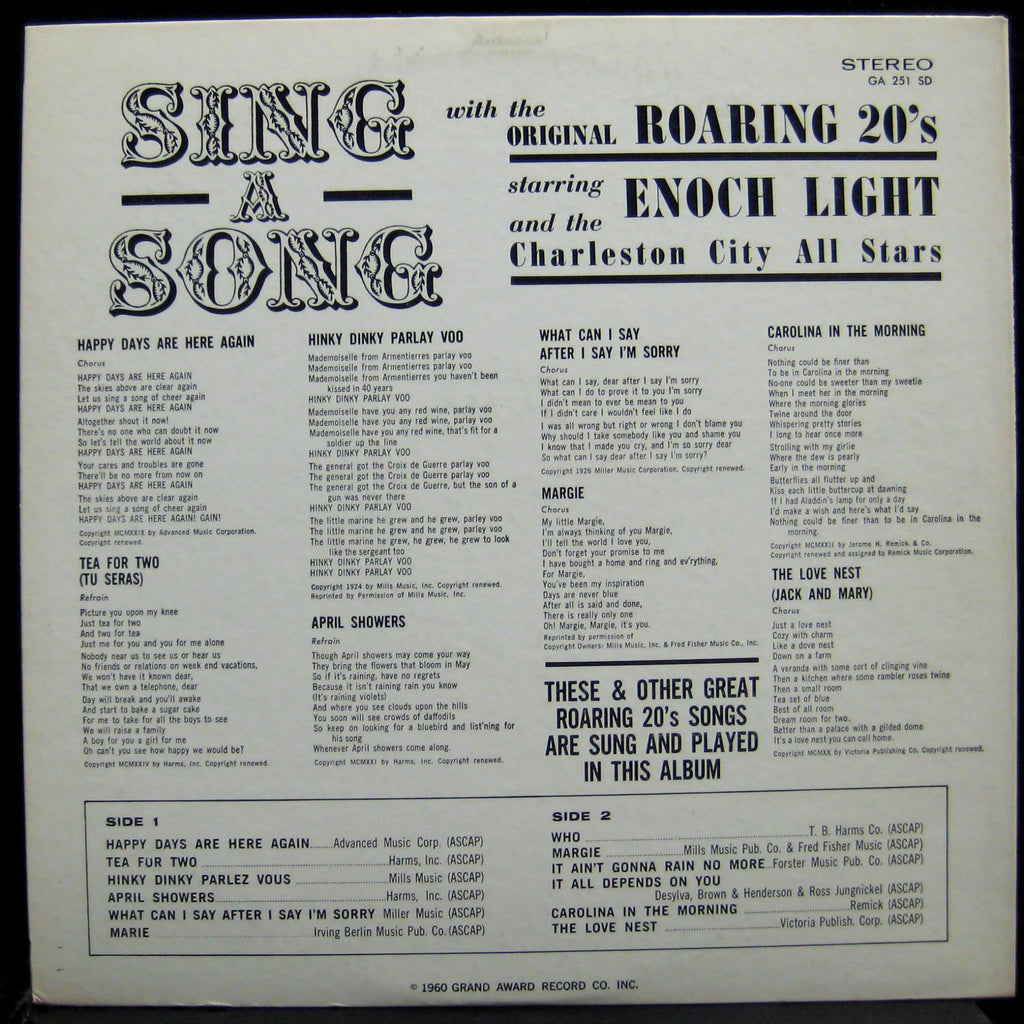 STEREO
GA 251 SD
SING
A
SONG
with the
ORIGINAL ROARING 20's
starring ENOCH LIGHT
and the
Charleston City All Stars
HAPPY DAYS ARE HERE AGAIN
Chorus
HAPPY DAYS ARE HERE AGAIN
The skies above are clear again
Let us sing a song of cheer again
HAPPY DAYS ARE HERE AGAIN
Altogether shout it now!
There's no one who can doubt it now
So let's tell the world about it now
HAPPY DAYS ARE HERE AGAIN
Your cares and troubles are gone
There'll be no more from now on
HAPPY DAYS ARE HERE AGAIN
The skies above are clear again
Let us sing a song of cheer again
HAPPY DAYS ARE HERE AGAIN! GAIN!
Copyright MCMXXIX by Advanced Music Corporation.
Copyright renewed.
TEA FOR TWO
(TU SERAS)
Refrain
Picture you upon my knee
Just tea for two
And two for tea
Just me for you and you for me alone
Nobody near us to see us or hear us
No friends or relations on week end vacations,
We won't have it known dear,
That we own a telephone, dear
Day will break and you'll awake
And start to bake a sugar cake
For me to take for all the boys to see
We will raise a family
A boy for you a girl for me
Oh can't you see how happy we would be?
Copyright MCMXXIV by Harms, Inc. Copyright renewed.
HINKY DINKY PARLAY VOO
Mademoiselle from Armentierres parlay voo
Mademoiselle from Armentierres parlay voo
Mademoiselle from Armentierres you haven't been
kissed in 40 years
HINKY DINKY PARLAY VOO
Mademoiselle have you any red wine, parlay voo
Mademoiselle have you any red wine, parlay voo
Mademoiselle have you any red wine, that's fit for a
soldier up the line
HINKY DINKY PARLAY VOO
The general got the Croix de Guerre parlay voo
The general got the Croix de Guerre parlay voo
The general got the Croix de Guerre, but the son of a
gun was never there
HINKY DINKY PARLAY VOO
The little marine he grew and he grew, parley voo
The little marine he grew and he grew, parley voo
The little marine he grew, he grew, he grew to look
like the sergeant too
HINKY DINKY PARLAY VOO
HINKY DINKY PARLAY VOO
Copyright 1924 by Mills Music, Inc. Copyright renewed.
Reprinted by Permission of Mills Music, Inc.
APRIL SHOWERS
Refrain
Though April showers may come your way
They bring the flowers that bloom in May
So if it's raining, have no regrets
Because it isn't raining rain you know
(It's raining violets)
And where you see clouds upon the hills
You soon will see crowds of daffodils
So keep on looking for a bluebird and list'ning for
his song
Whenever April showers come along.
Copyright MCMXXI by Harms, Inc. Copyright renewed.
WHAT CAN I SAY
AFTER I SAY I'M SORRY
Chorus
What can I say, dear after I say I'm sorry
What can I do to prove it to you I'm sorry
I didn't mean to ever be mean to you
If I didn't care I wouldn't feel like I do
I was all wrong but right or wrong I don't blame you
Why should I take somebody like you and shame you
I know that I made you cry, and I'm so sorry dear
So what can I say dear after I say I'm sorry?
Copyright 1926 Miller Music Corporation. Copyright renewed.
MARGIE
Chorus
My little Margie,
I'm always thinking of you Margie,
I'll tell the world I love you,
Don't forget your promise to me
I have bought a home and ring and ev'rything,
For Margie,
You've been my inspiration
Days are never blue
After all is said and done,
There is really only one
Oh! Margie, Margie, it's you.
Reprinted by permission of
Copyright Owners: Mills Music, Inc. & Fred Fisher Music Co., Inc.
THESE & OTHER GREAT
ROARING 20's SONGS
ARE SUNG AND PLAYED
IN THIS ALBUM
CAROLINA IN THE MORNING
Chorus
Nothing could be finer than
To be in Carolina in the morning
No-one could be sweeter than my sweetie
When I meet her in the morning
Where the morning glories
Twine around the door
Whispering pretty stories
I long to hear once more
Strolling with my girlie
Where the dew is pearly
Early in the morning
Butterflies all flutter up and
Kiss each little buttercup at dawning
If I had Aladdin's lamp for only a day
I'd make a wish and here's what I'd say
Nothing could be finer than to be in Carolina in the
morning.
Copyright MCMXXII by Jerome H. Remick. & Co.
Copyright renewed and assigned to Remick Music Corporation.
THE LOVE NEST
(JACK AND MARY)
Chorus
Just a love nest
Cozy with charm
Like a dove nest
Down on a farm
A veranda with some sort of clinging vine
Then a kitchen where some rambler roses twine
Then a small room
Tea set of blue
Best of all room
Dream room for two.
Better than a palace with a gilded dome
It's a love nest you can call home.
Copyright MCMXX by Victoria Publishing Co. Copyright renewed.
SIDE 1
HAPPY DAYS ARE HERE AGAIN......Advanced Music Corp. (ASCAP)
TEA FOR TWO ..........Harms, Inc. (ASCAP)
HINKY DINKY PARLEZ VOUS ..........Mills Music (ASCAP)
APRIL SHOWERS..........Harms, Inc. (ASCAP)
WHAT CAN I SAY AFTER I SAY I'M SORRY Miller Music (ASCAP)
MARIE ..........Irving Berlin Music Pub. Co. (ASCAP)
SIDE 2
WHO ..........T. B. Harms Co. (ASCAP)
MARGIE ..........Mills Music Pub. Co. & Fred Fisher Music (ASCAP)
IT AIN'T GONNA RAIN NO MORE..Forster Music Pub. Co. (ASCAP)
IT ALL DEPENDS ON YOU
Desylva, Brown & Henderson & Ross Jungnickel (ASCAP)
CAROLINA IN THE MORNING ..........Remick (ASCAP)
THE LOVE NEST ..........Victoria Publish. Corp. (ASCAP)
© 1960 GRAND AWARD RECORD CO. INC.